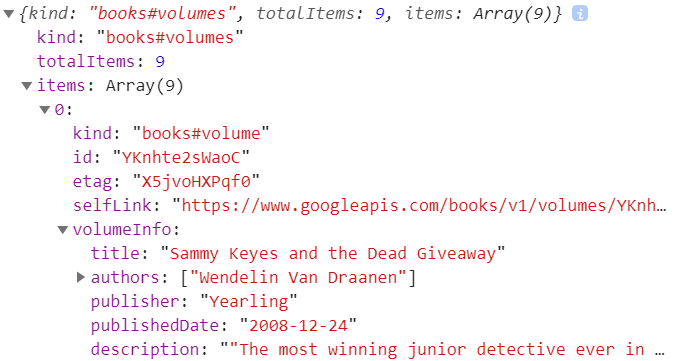 {kind: "books#volumes", totalItems: 9, items: Array(9)} i
kind: "books#volumes"
totalItems: 9
items: Array(9)
0:
kind: "books#volume"
id: "YKnhte2sWaoC"
etag: "X5jvoHXPqf0"
selfLink: "https://www.googleapis.com/books/v1/volumes/YKnh…
volumeInfo:
title: "Sammy Keyes and the Dead Giveaway"
authors: ["Wendelin Van Draanen"]
publisher: "Yearling"
publishedDate: "2008-12-24"
description: ""The most winning junior detective ever in …